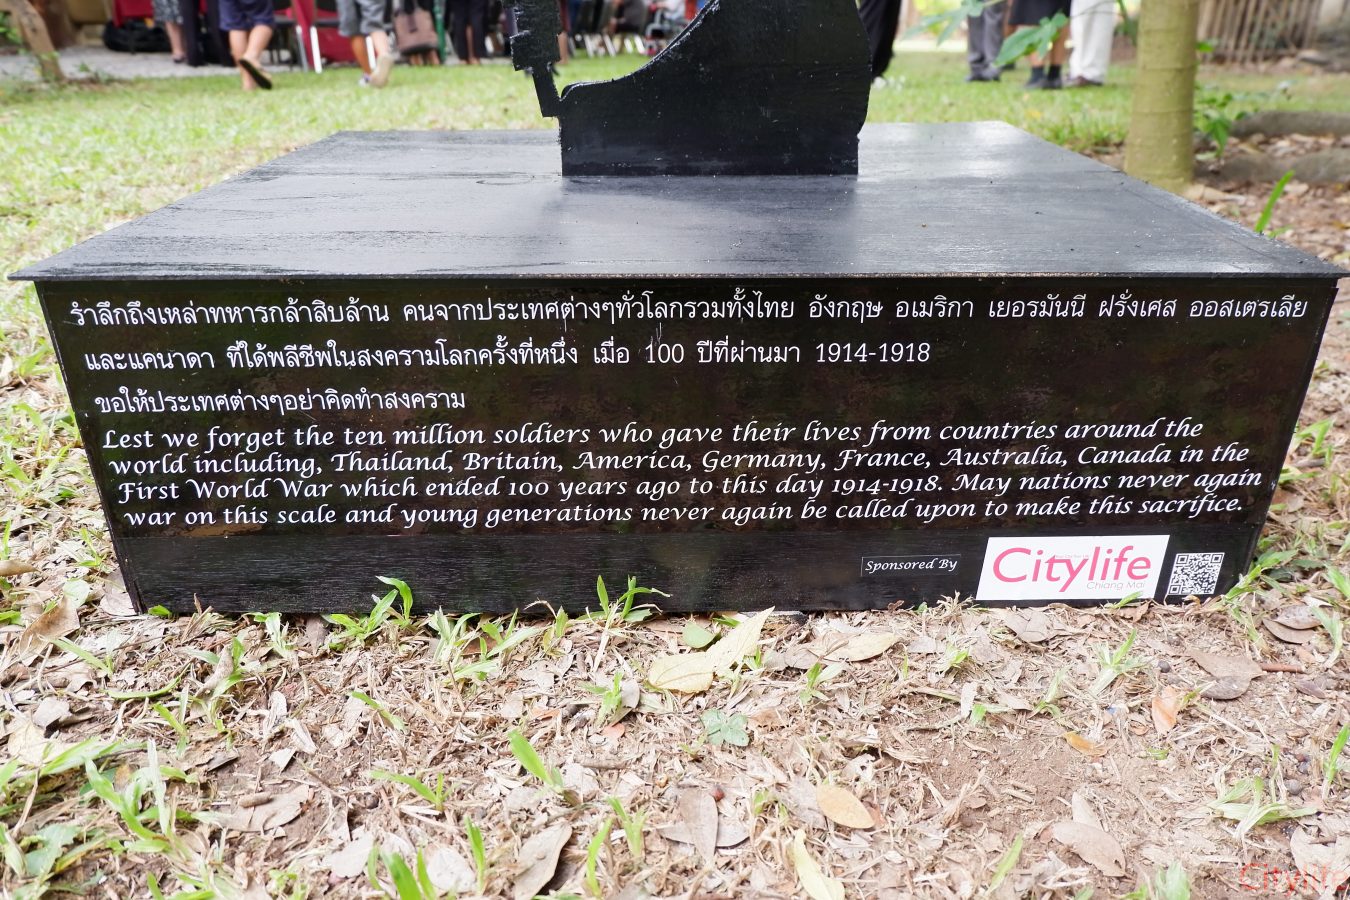 รำลึกถึงเหล่าทหารกล้าสิบล้าน คนจากประเทศต่างๆทั่วโลกรวมทั้งไทย อังกฤษ อเมริกา เยอรมันนี ฝรั่งเศส ออสเตรเลีย
และแคนาดา ที่ได้พลีชีพในสงครามโลกครั้งที่หนึ่ง เมื่อ 100 ปีที่ผ่านมา 1914-1918
ขอให้ประเทศต่างๆอย่าคิดทำสงคราม
Lest we forget the ten million soldiers who gave their lives from countries around the
world including, Thailand, Britain, America, Germany, France, Australia, Canada in the
First World War which ended 100 years ago to this day 1914-1918. May nations never again
war on this scale and young generations never again be called upon to make this sacrifice.
Sponsored By
Citylife
Chiang Mai
Citylife